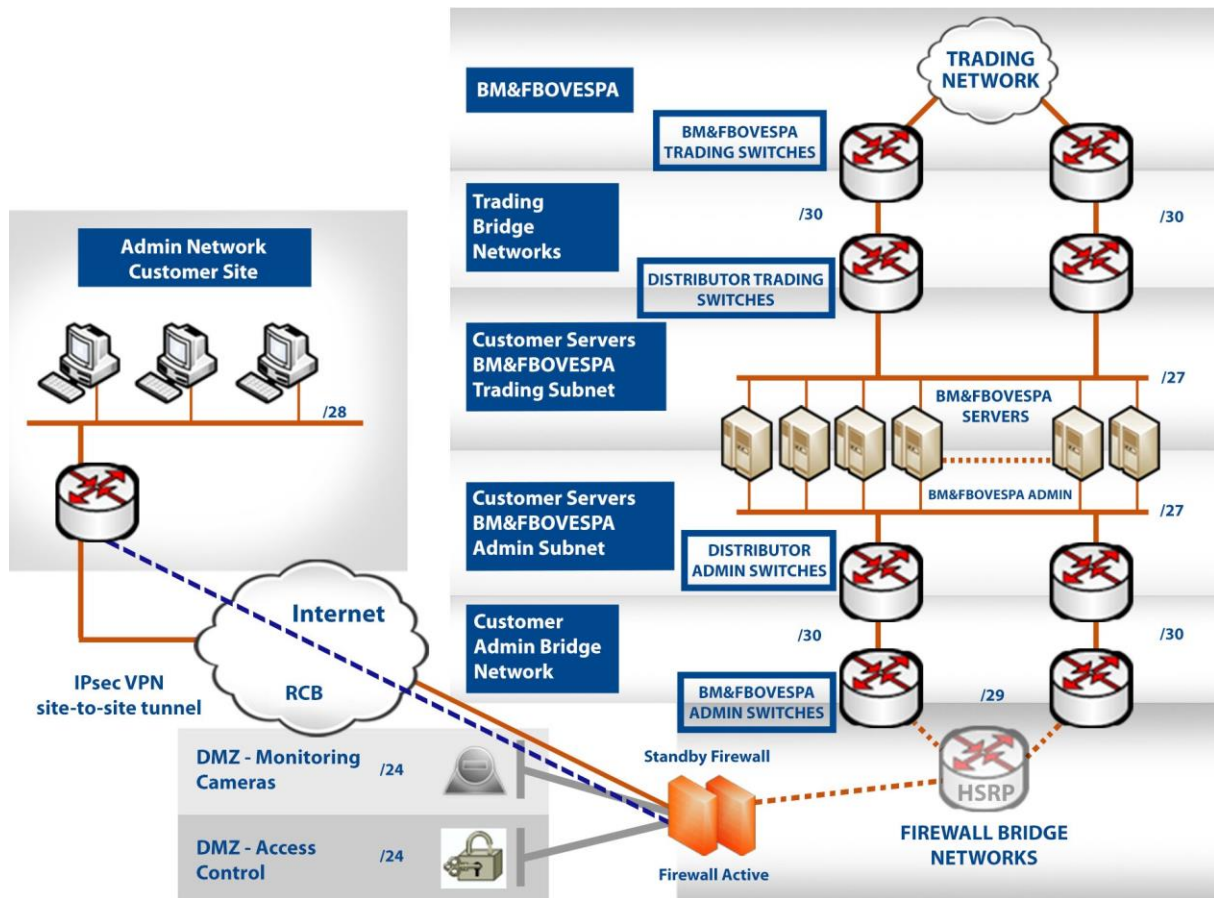 TRADING
NETWORK
BM&FBOVESPA
BM&FBOVESPA
TRADING SWITCHES
Trading
Bridge
Networks
/30
/30
Admin Network
Customer Site
DISTRIBUTOR TRADING
SWITCHES
Customer Servers
BM&FBOVESPA
Trading Subnet
/27
BM&FBOVESPA
SERVERS
/28
BM&FBOVESPA ADMIN
/27
Customer Servers
BM&FBOVESPA
Admin Subnet
DISTRIBUTOR
ADMIN SWITCHES
Internet
RCB
Customer
Admin Bridge
Network
/30
/30
IPsec VPN
site-to-site tunnel
BM&FBOVESPA
ADMIN SWITCHES
/29
DMZ - Monitoring
Cameras
/24
Standby Firewall
HSRP
FIREWALL BRIDGE
NETWORKS
DMZ - Access
Control
/24
Firewall Active